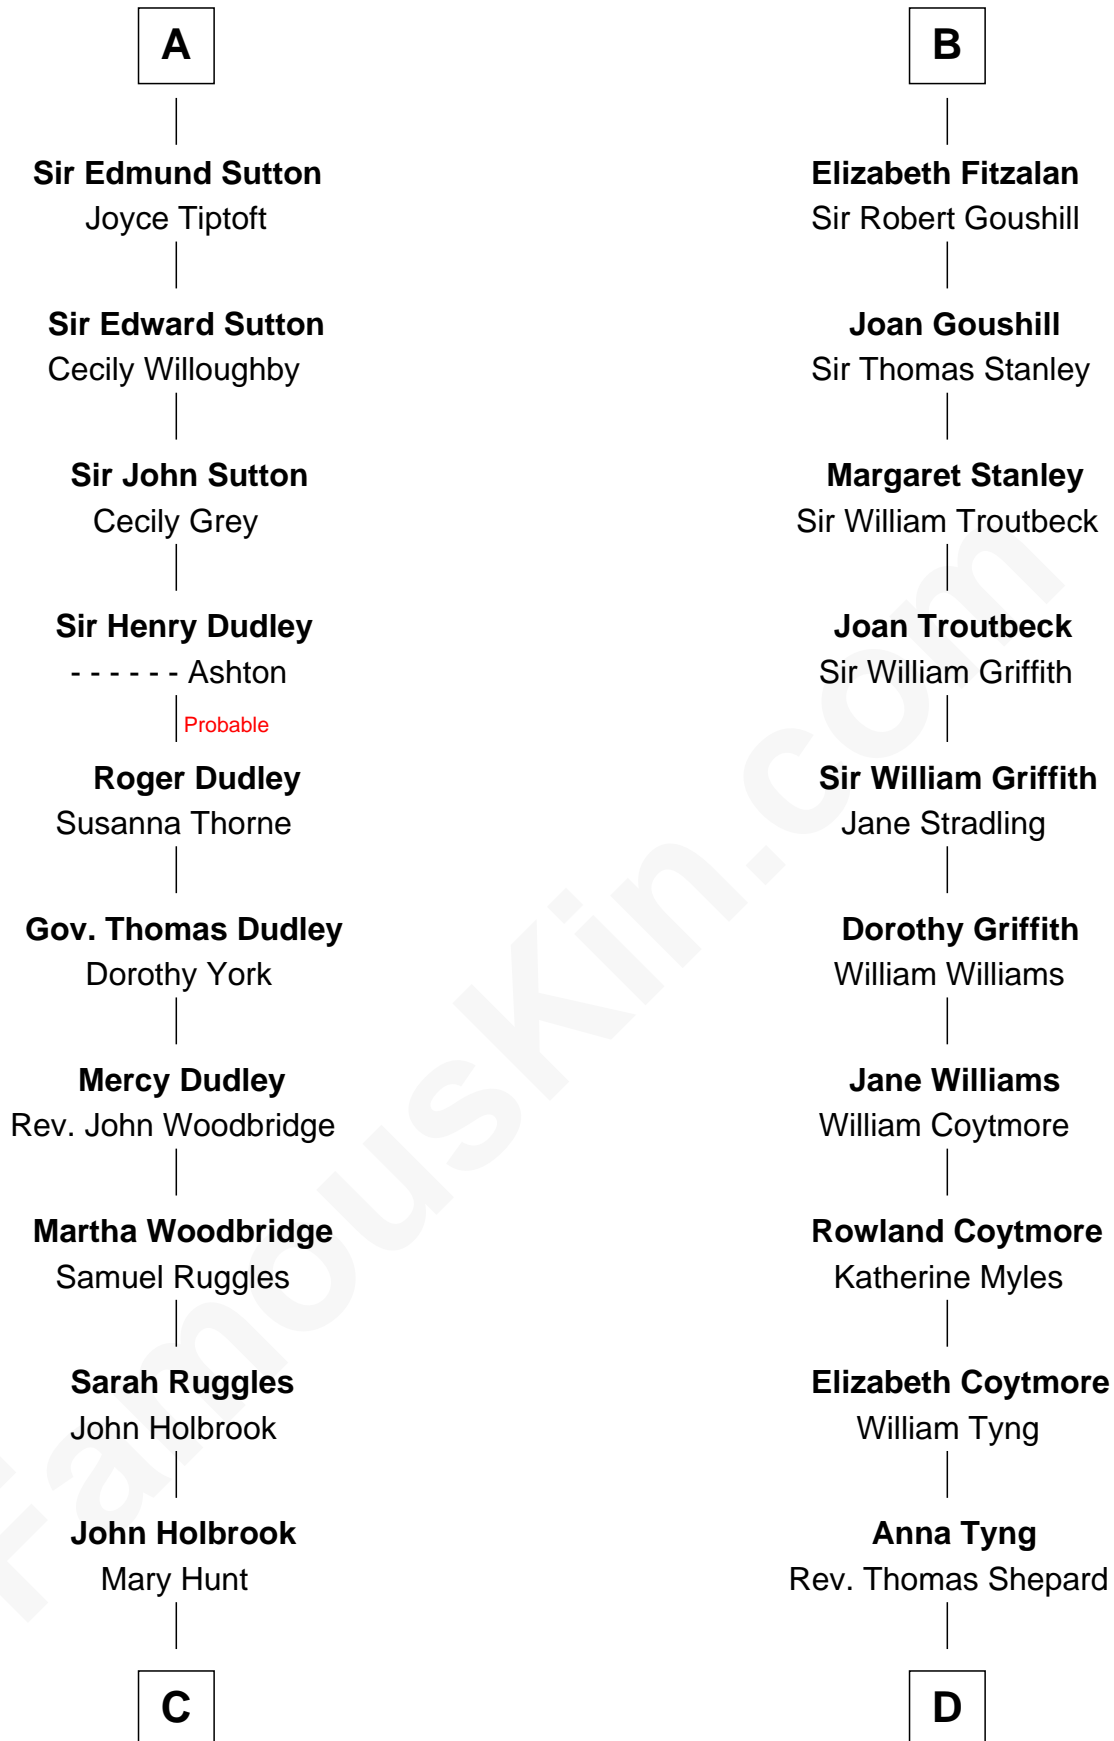 A
Sir Edmund Sutton
Joyce Tiptoft
Sir Edward Sutton
Cecily Willoughby
Sir John Sutton
Cecily Grey
Sir Henry Dudley
- - - - - - Ashton
Probable
Roger Dudley
Susanna Thorne
Gov. Thomas Dudley
Dorothy York
Mercy Dudley
Rev. John Woodbridge
Martha Woodbridge
Samuel Ruggles
Sarah Ruggles
John Holbrook
John Holbrook
Mary Hunt
C
B
Elizabeth Fitzalan
Sir Robert Goushill
Joan Goushill
Sir Thomas Stanley
Margaret Stanley
Sir William Troutbeck
Joan Troutbeck
Sir William Griffith
Sir William Griffith
Jane Stradling
Dorothy Griffith
William Williams
Jane Williams
William Coytmore
Rowland Coytmore
Katherine Myles
Elizabeth Coytmore
William Tyng
Anna Tyng
Rev. Thomas Shepard
D
FamousKin.com